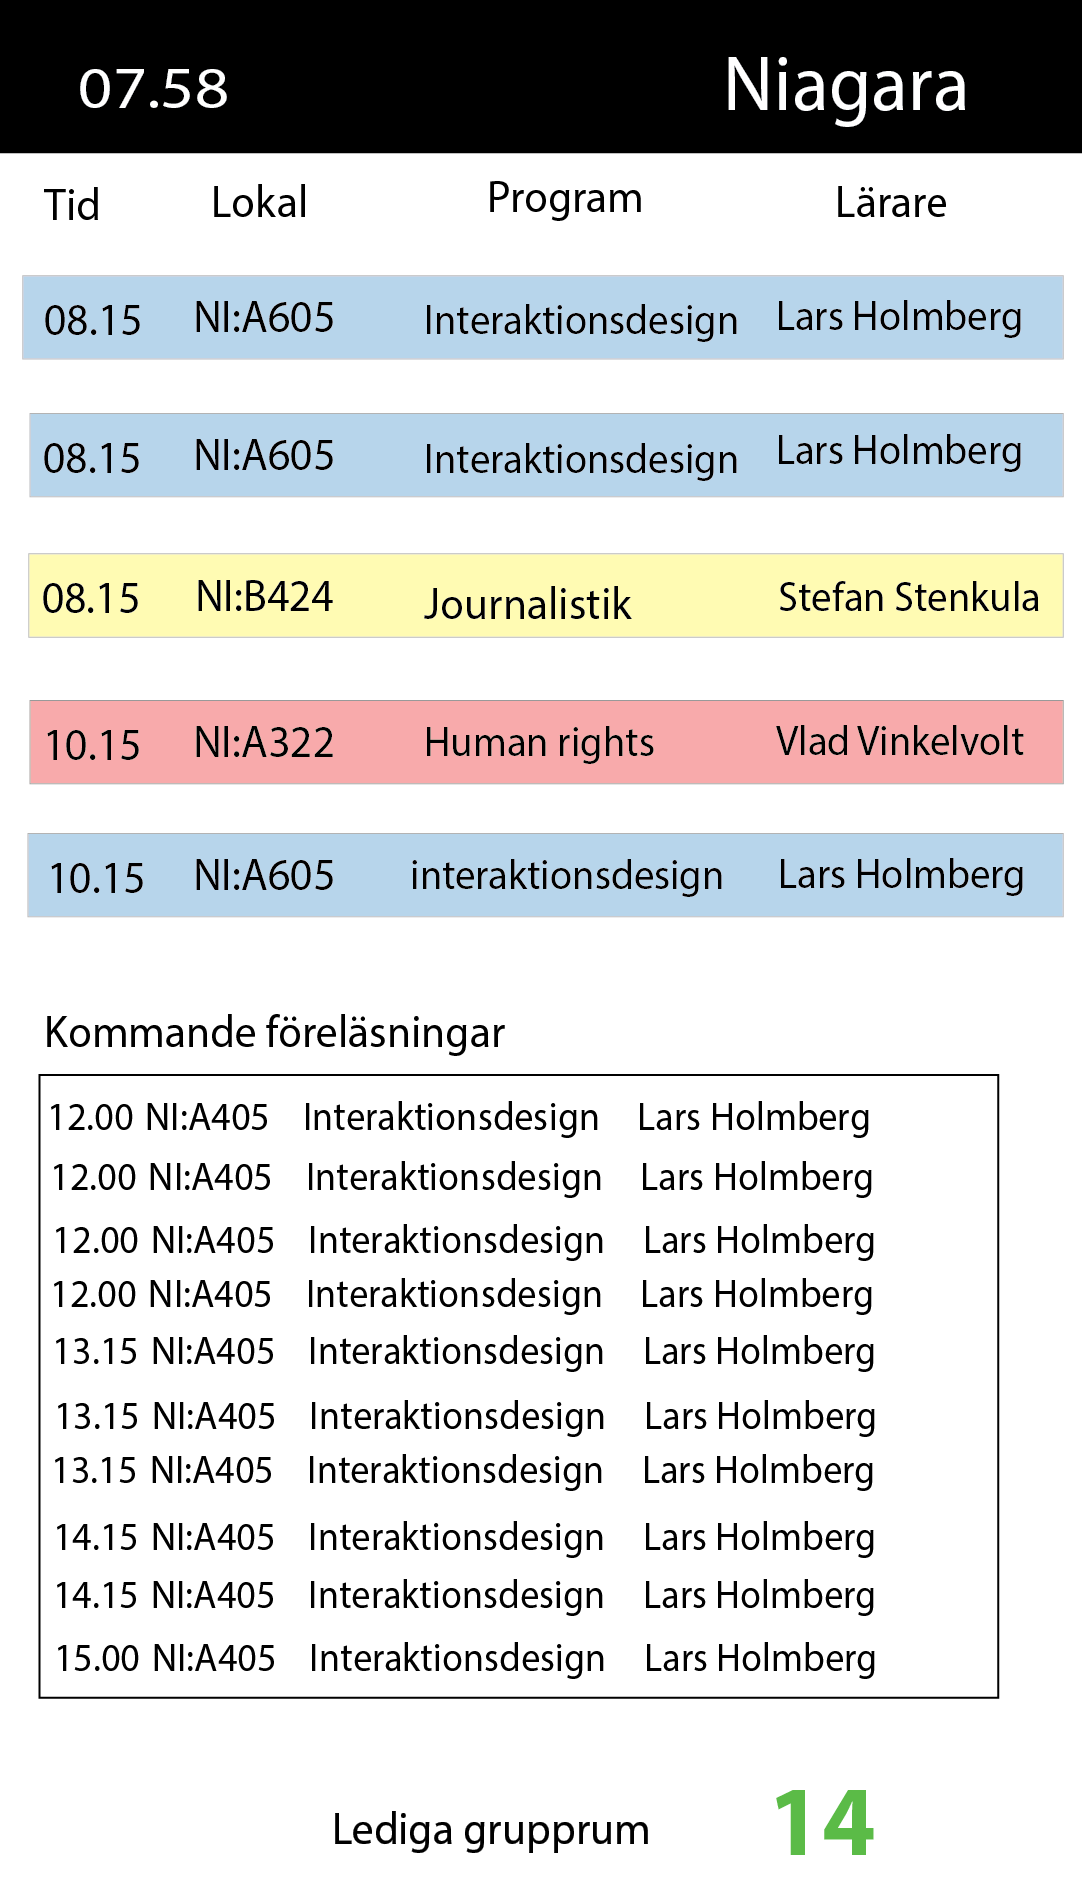 07.58 Niagara
Tid Lokal Program Lärare
08.15 NI:A605 Interaktionsdesign Lars Holmberg
08.15 NI:A605 Interaktionsdesign Lars Holmberg
08.15 NI:B424 Journalistik Stefan Stenkula
10.15 NI:A322 Human rights Vlad Vinkelvolt
10.15 NI:A605 interaktionsdesign Lars Holmberg
Kommande föreläsningar
12.00 NI:A405 Interaktionsdesign Lars Holmberg
12.00 NI:A405 Interaktionsdesign Lars Holmberg
12.00 NI:A405 Interaktionsdesign Lars Holmberg
12.00 NI:A405 Interaktionsdesign Lars Holmberg
13.15 NI:A405 Interaktionsdesign Lars Holmberg
13.15 NI:A405 Interaktionsdesign Lars Holmberg
13.15 NI:A405 Interaktionsdesign Lars Holmberg
14.15 NI:A405 Interaktionsdesign Lars Holmberg
14.15 NI:A405 Interaktionsdesign Lars Holmberg
15.00 NI:A405 Interaktionsdesign Lars Holmberg
Lediga grupprum 14